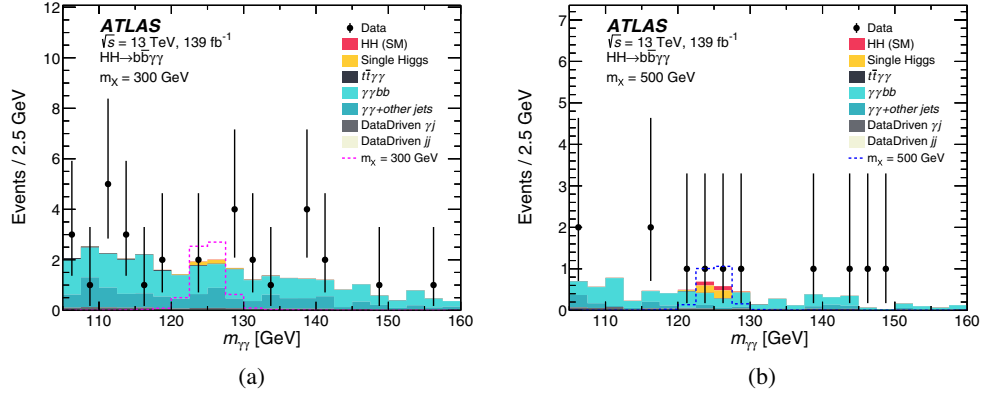 ATLAS
√s = 13 TeV, 139 fb⁻¹
HH→bb̅γγ
m_X = 300 GeV
Data
HH (SM)
Single Higgs
tt̅γγ
γγbb
γγ+other jets
DataDriven γj
DataDriven jj
m_X = 300 GeV
Events / 2.5 GeV
12
10
8
6
4
2
0
110 120 130 140 150 160
m_γγ [GeV]
(a)
ATLAS
√s = 13 TeV, 139 fb⁻¹
HH→bb̅γγ
m_X = 500 GeV
Data
HH (SM)
Single Higgs
tt̅γγ
γγbb
γγ+other jets
DataDriven γj
DataDriven jj
m_X = 500 GeV
Events / 2.5 GeV
7
6
5
4
3
2
1
0
110 120 130 140 150 160
m_γγ [GeV]
(b)